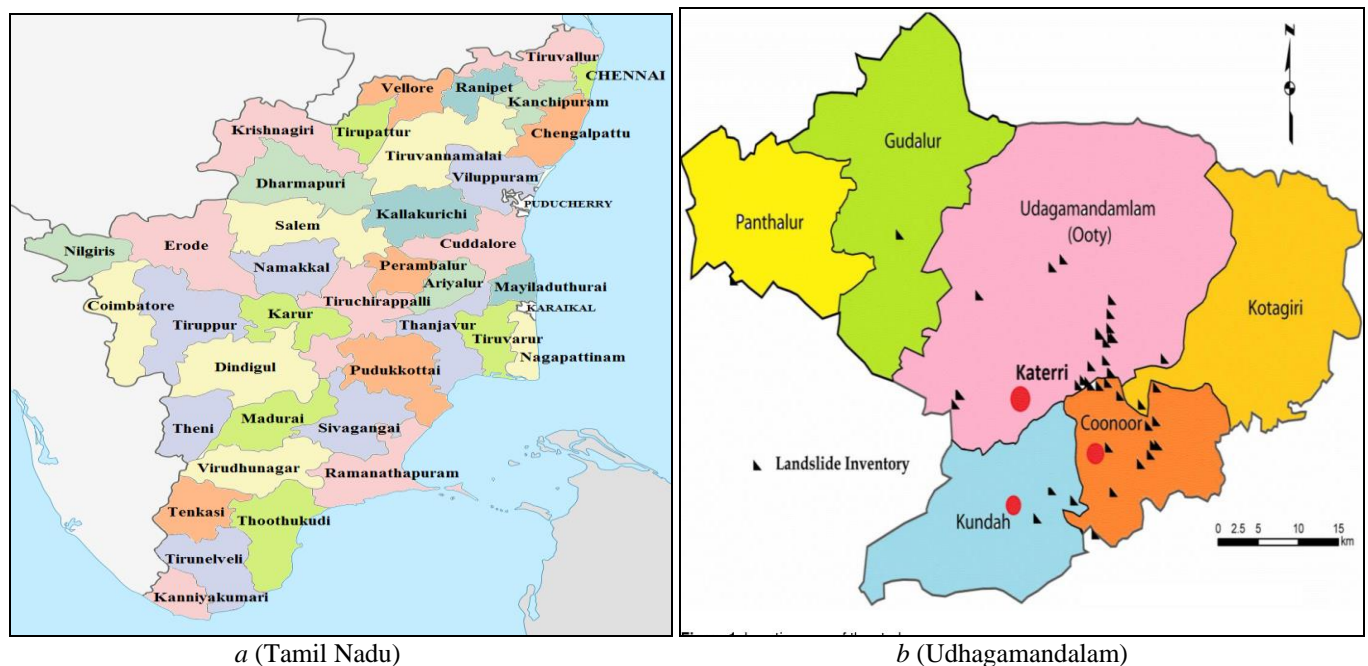 Tiruvallur
CHENNAI
Vellore
Ranipet
Kanchipuram
Krishnagiri
Tirupattur
Chengalpattu
Tiruvannamalai
Viluppuram
Dharmapuri
PUDUCHERRY
Kallakurichi
Salem
Cuddalore
Nilgiris
Erode
Namakkal
Perambalur
Ariyalur
Mayiladuthurai
Coimbatore
Tiruchirappalli
KARAIKAL
Karur
Tiruppur
Thanjavur
Tiruvarur
Nagapattinam
Dindigul
Pudukkottai
Madurai
Theni
Sivagangai
Virudhunagar
Ramanathapuram
Tenkasi
Thoothukudi
Tirunelveli
Kanniyakumari
a (Tamil Nadu)
N
Gudalur
Panthalur
Udagamandamlam
(Ooty)
Kotagiri
Katerri
Coonoor
Landslide Inventory
Kundah
0 2.5 5 10 15
km
b (Udhagamandalam)